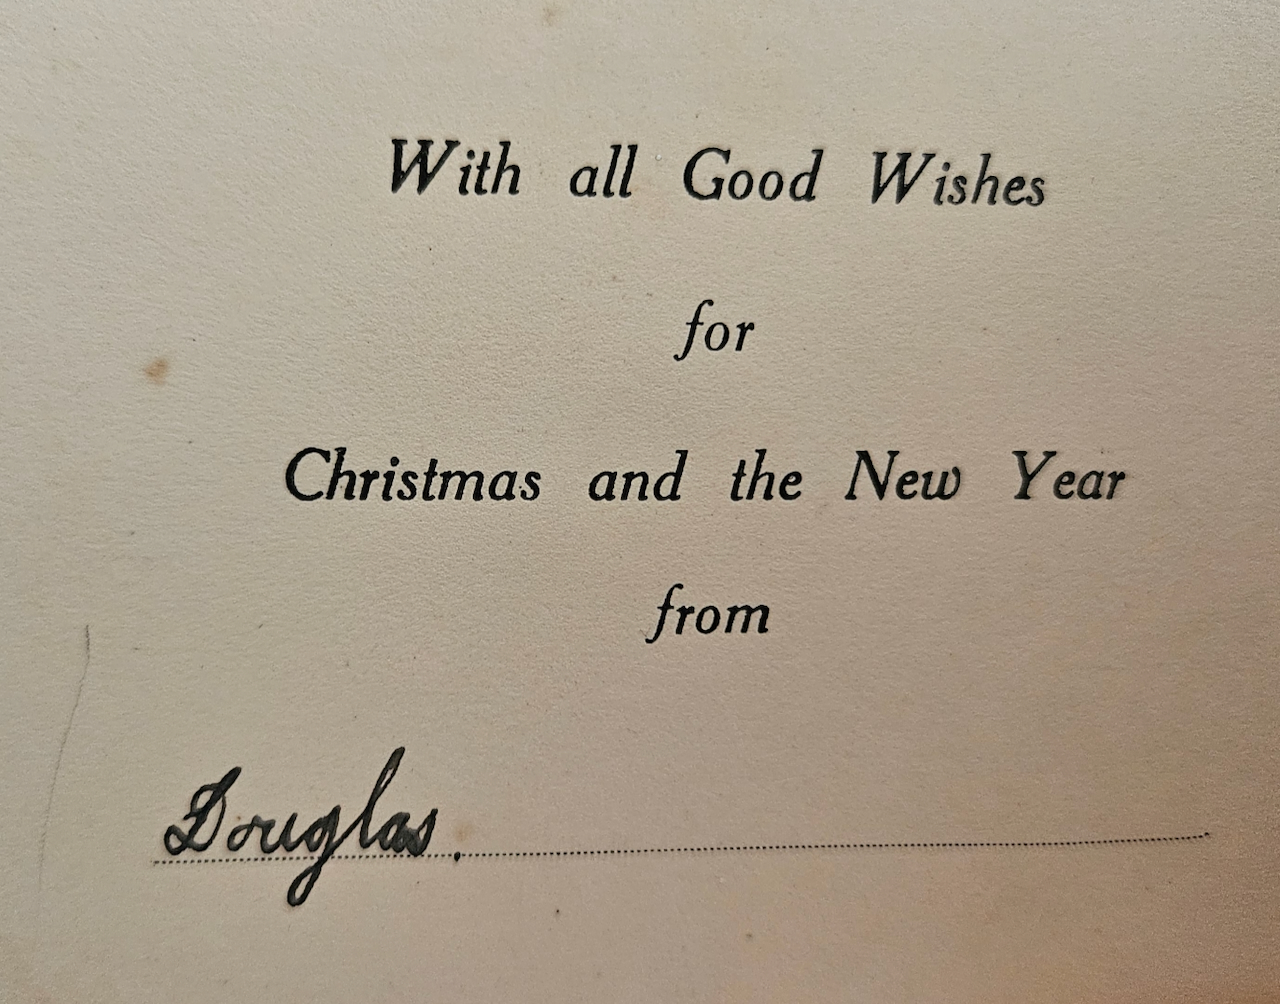 With all Good Wishes
for
Christmas and the New Year
from
Douglas.